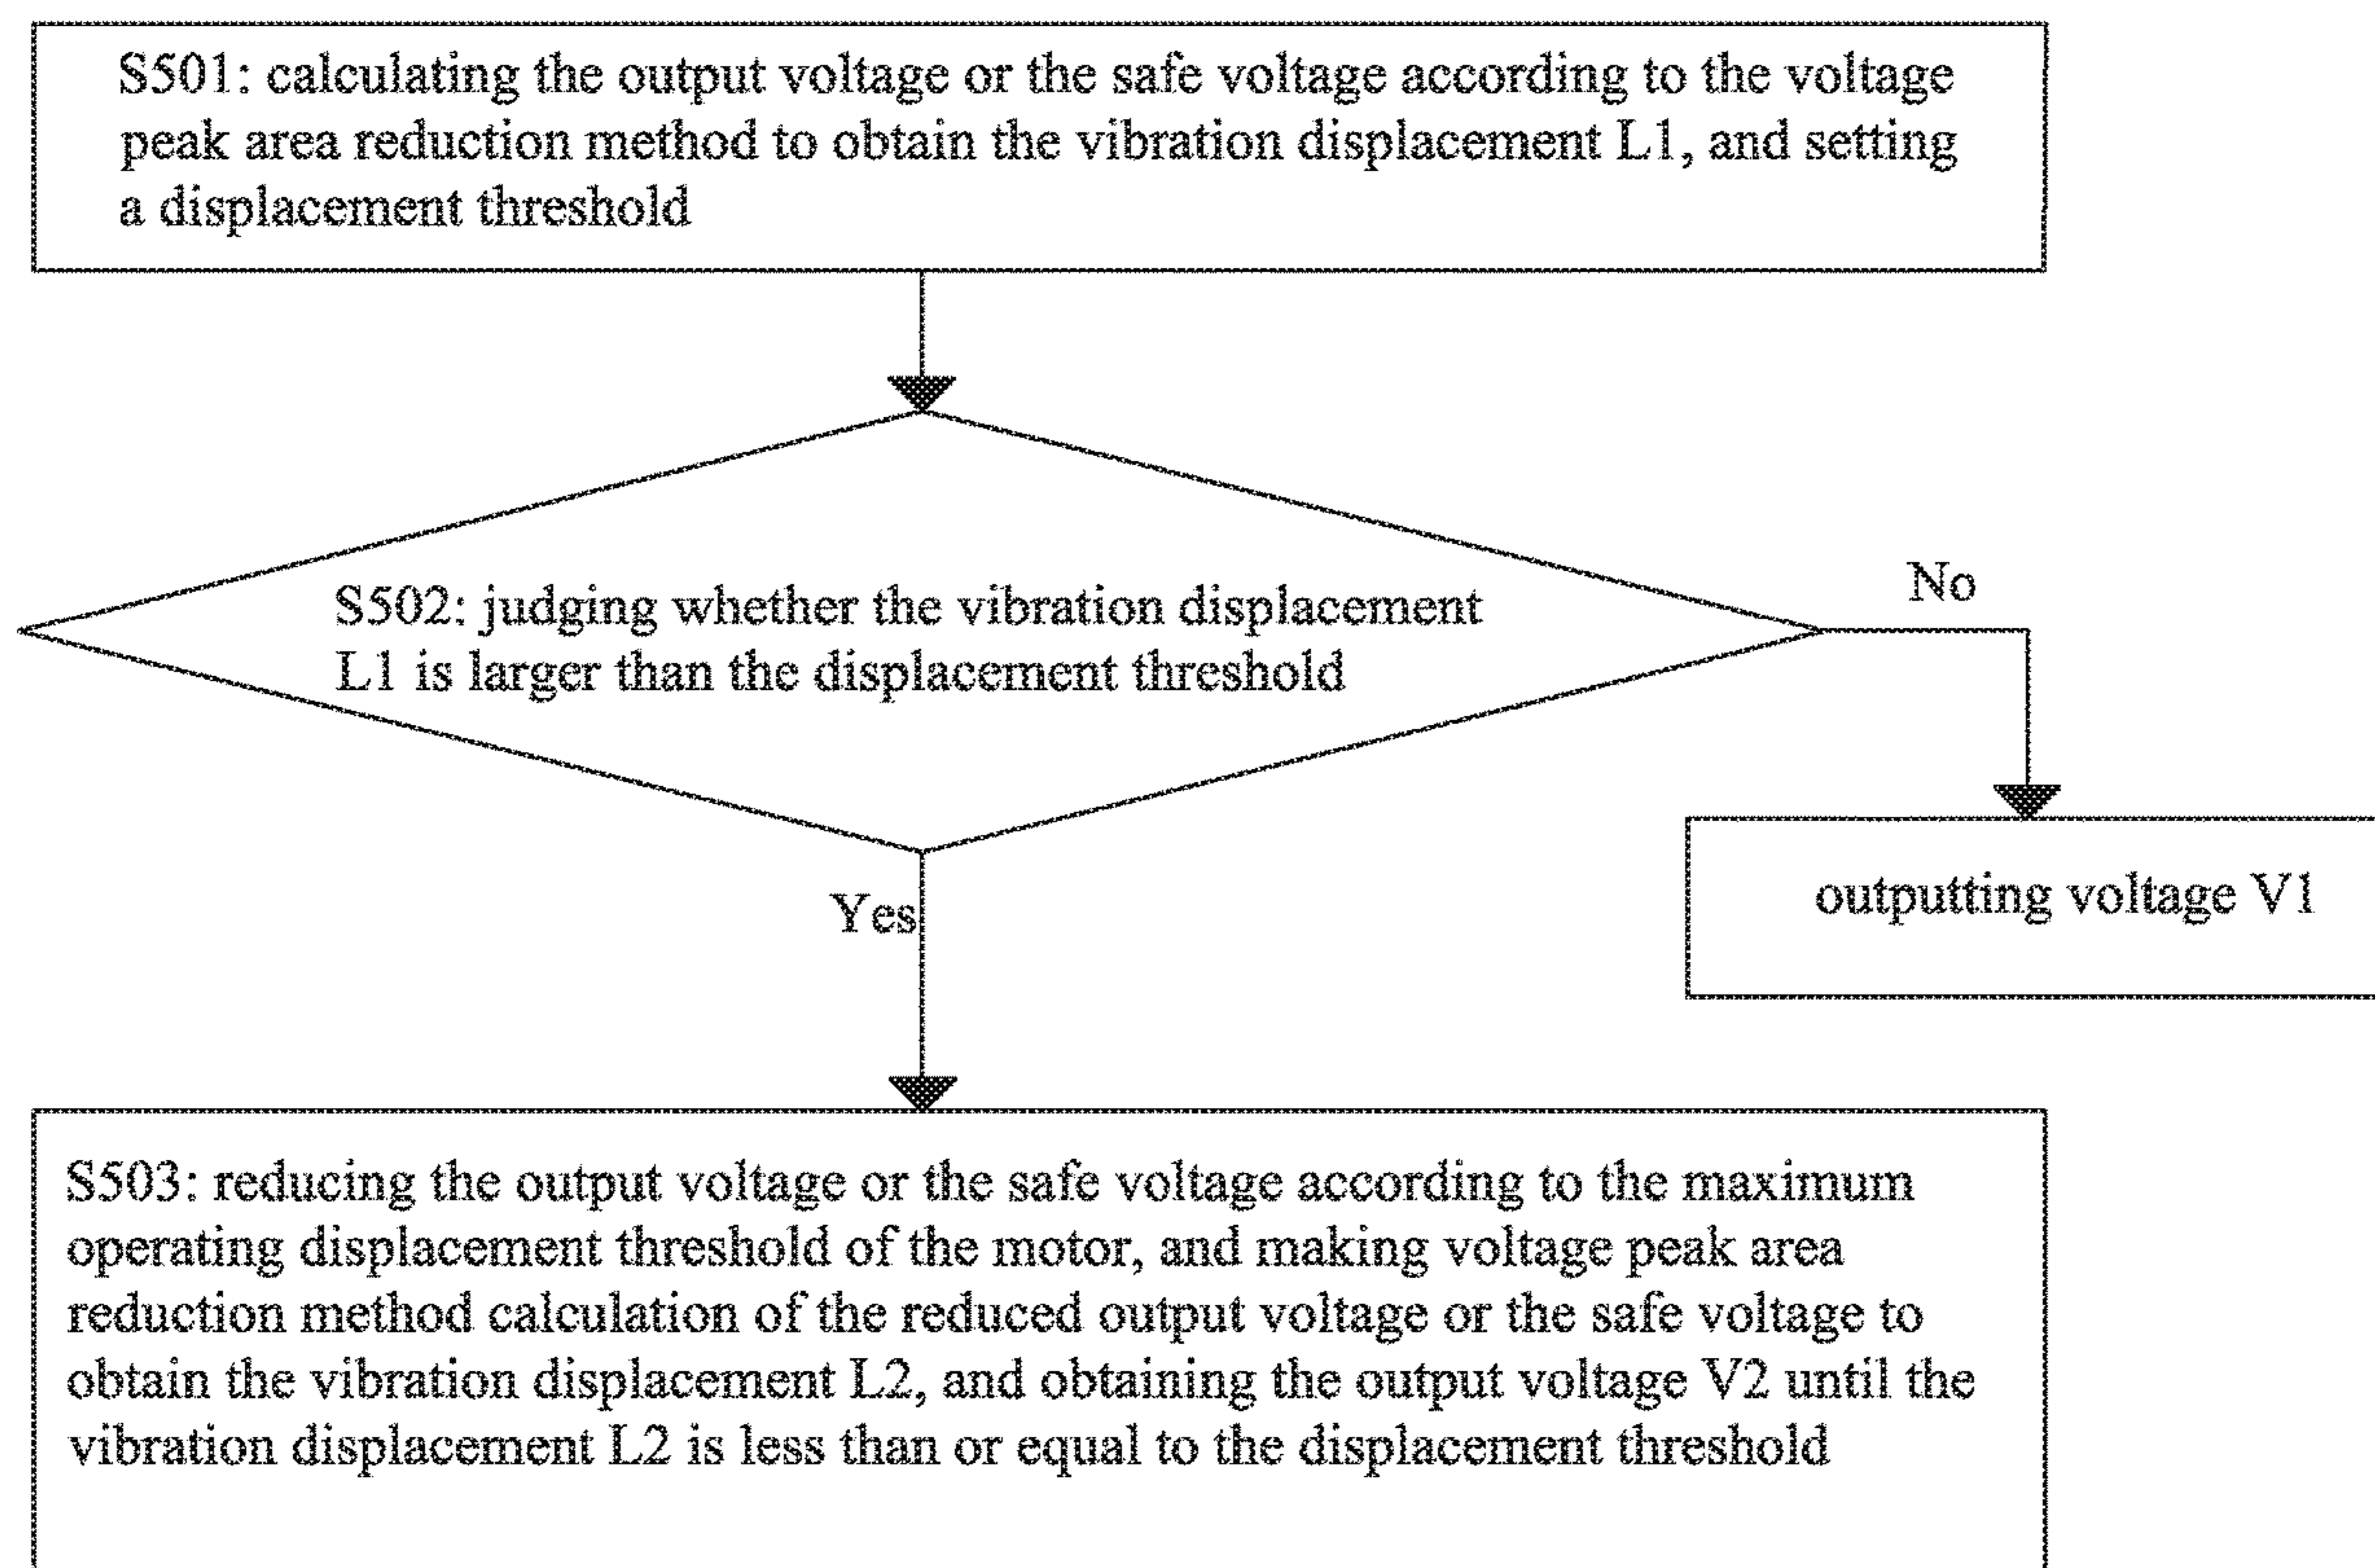 S501: calculating the output voltage or the safe voltage according to the voltage
peak area reduction method to obtain the vibration displacement L1, and setting
a displacement threshold
No
S502: judging whether the vibration displacement
L1 is larger than the displacement threshold
outputting voltage V1
Yes
S503: reducing the output voltage or the safe voltage according to the maximum
operating displacement threshold of the motor, and making voltage peak area
reduction method calculation of the reduced output voltage or the safe voltage to
obtain the vibration displacement L2, and obtaining the output voltage V2 until the
vibration displacement L2 is less than or equal to the displacement threshold